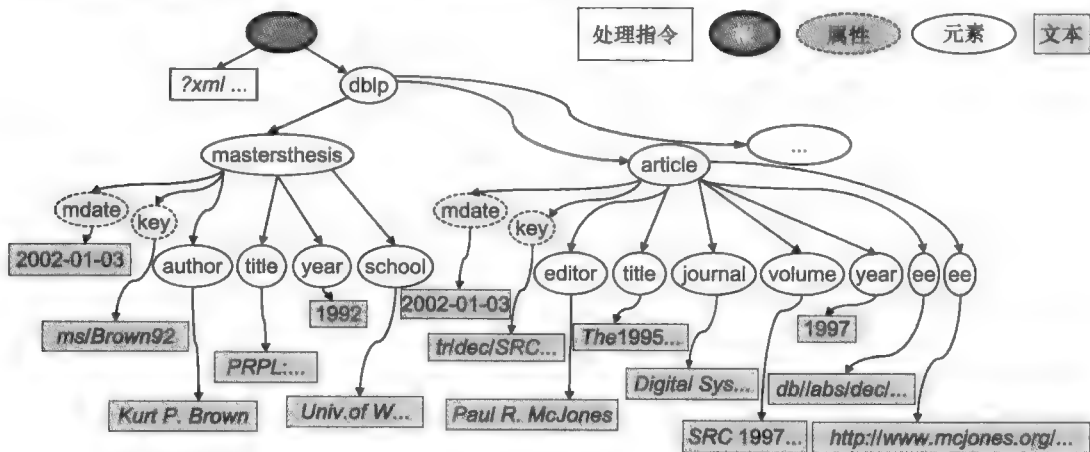 处理指令
属性
元素
文本
?xml ...
dblp
...
mastersthesis
article
mdate
key
mdate
key
2002-01-03
author
title
year
school
editor
title
journal
volume
year
ee
ee
2002-01-03
1992
1997
ms/Brown92
tr/dec/SRC...
The1995...
PRPL:...
Digital Sys...
db/labs/dec/...
Kurt P. Brown
Univ.of W...
Paul R. McJones
SRC 1997...
http://www.mcjones.org/...